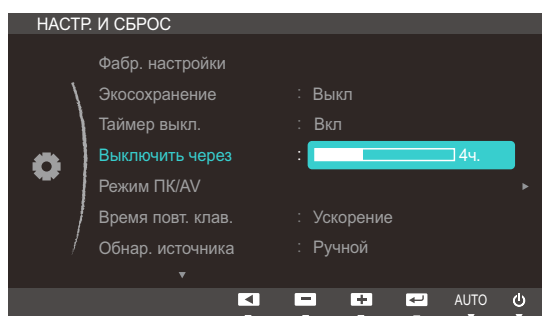 НАСТР. И СБРОС
Фабр. настройки
Экосохранение : Выкл
Таймер выкл. : Вкл
Выключить через : 4ч.
Режим ПК/AV
Время повт. клав. : Ускорение
Обнар. источника : Ручной
AUTO